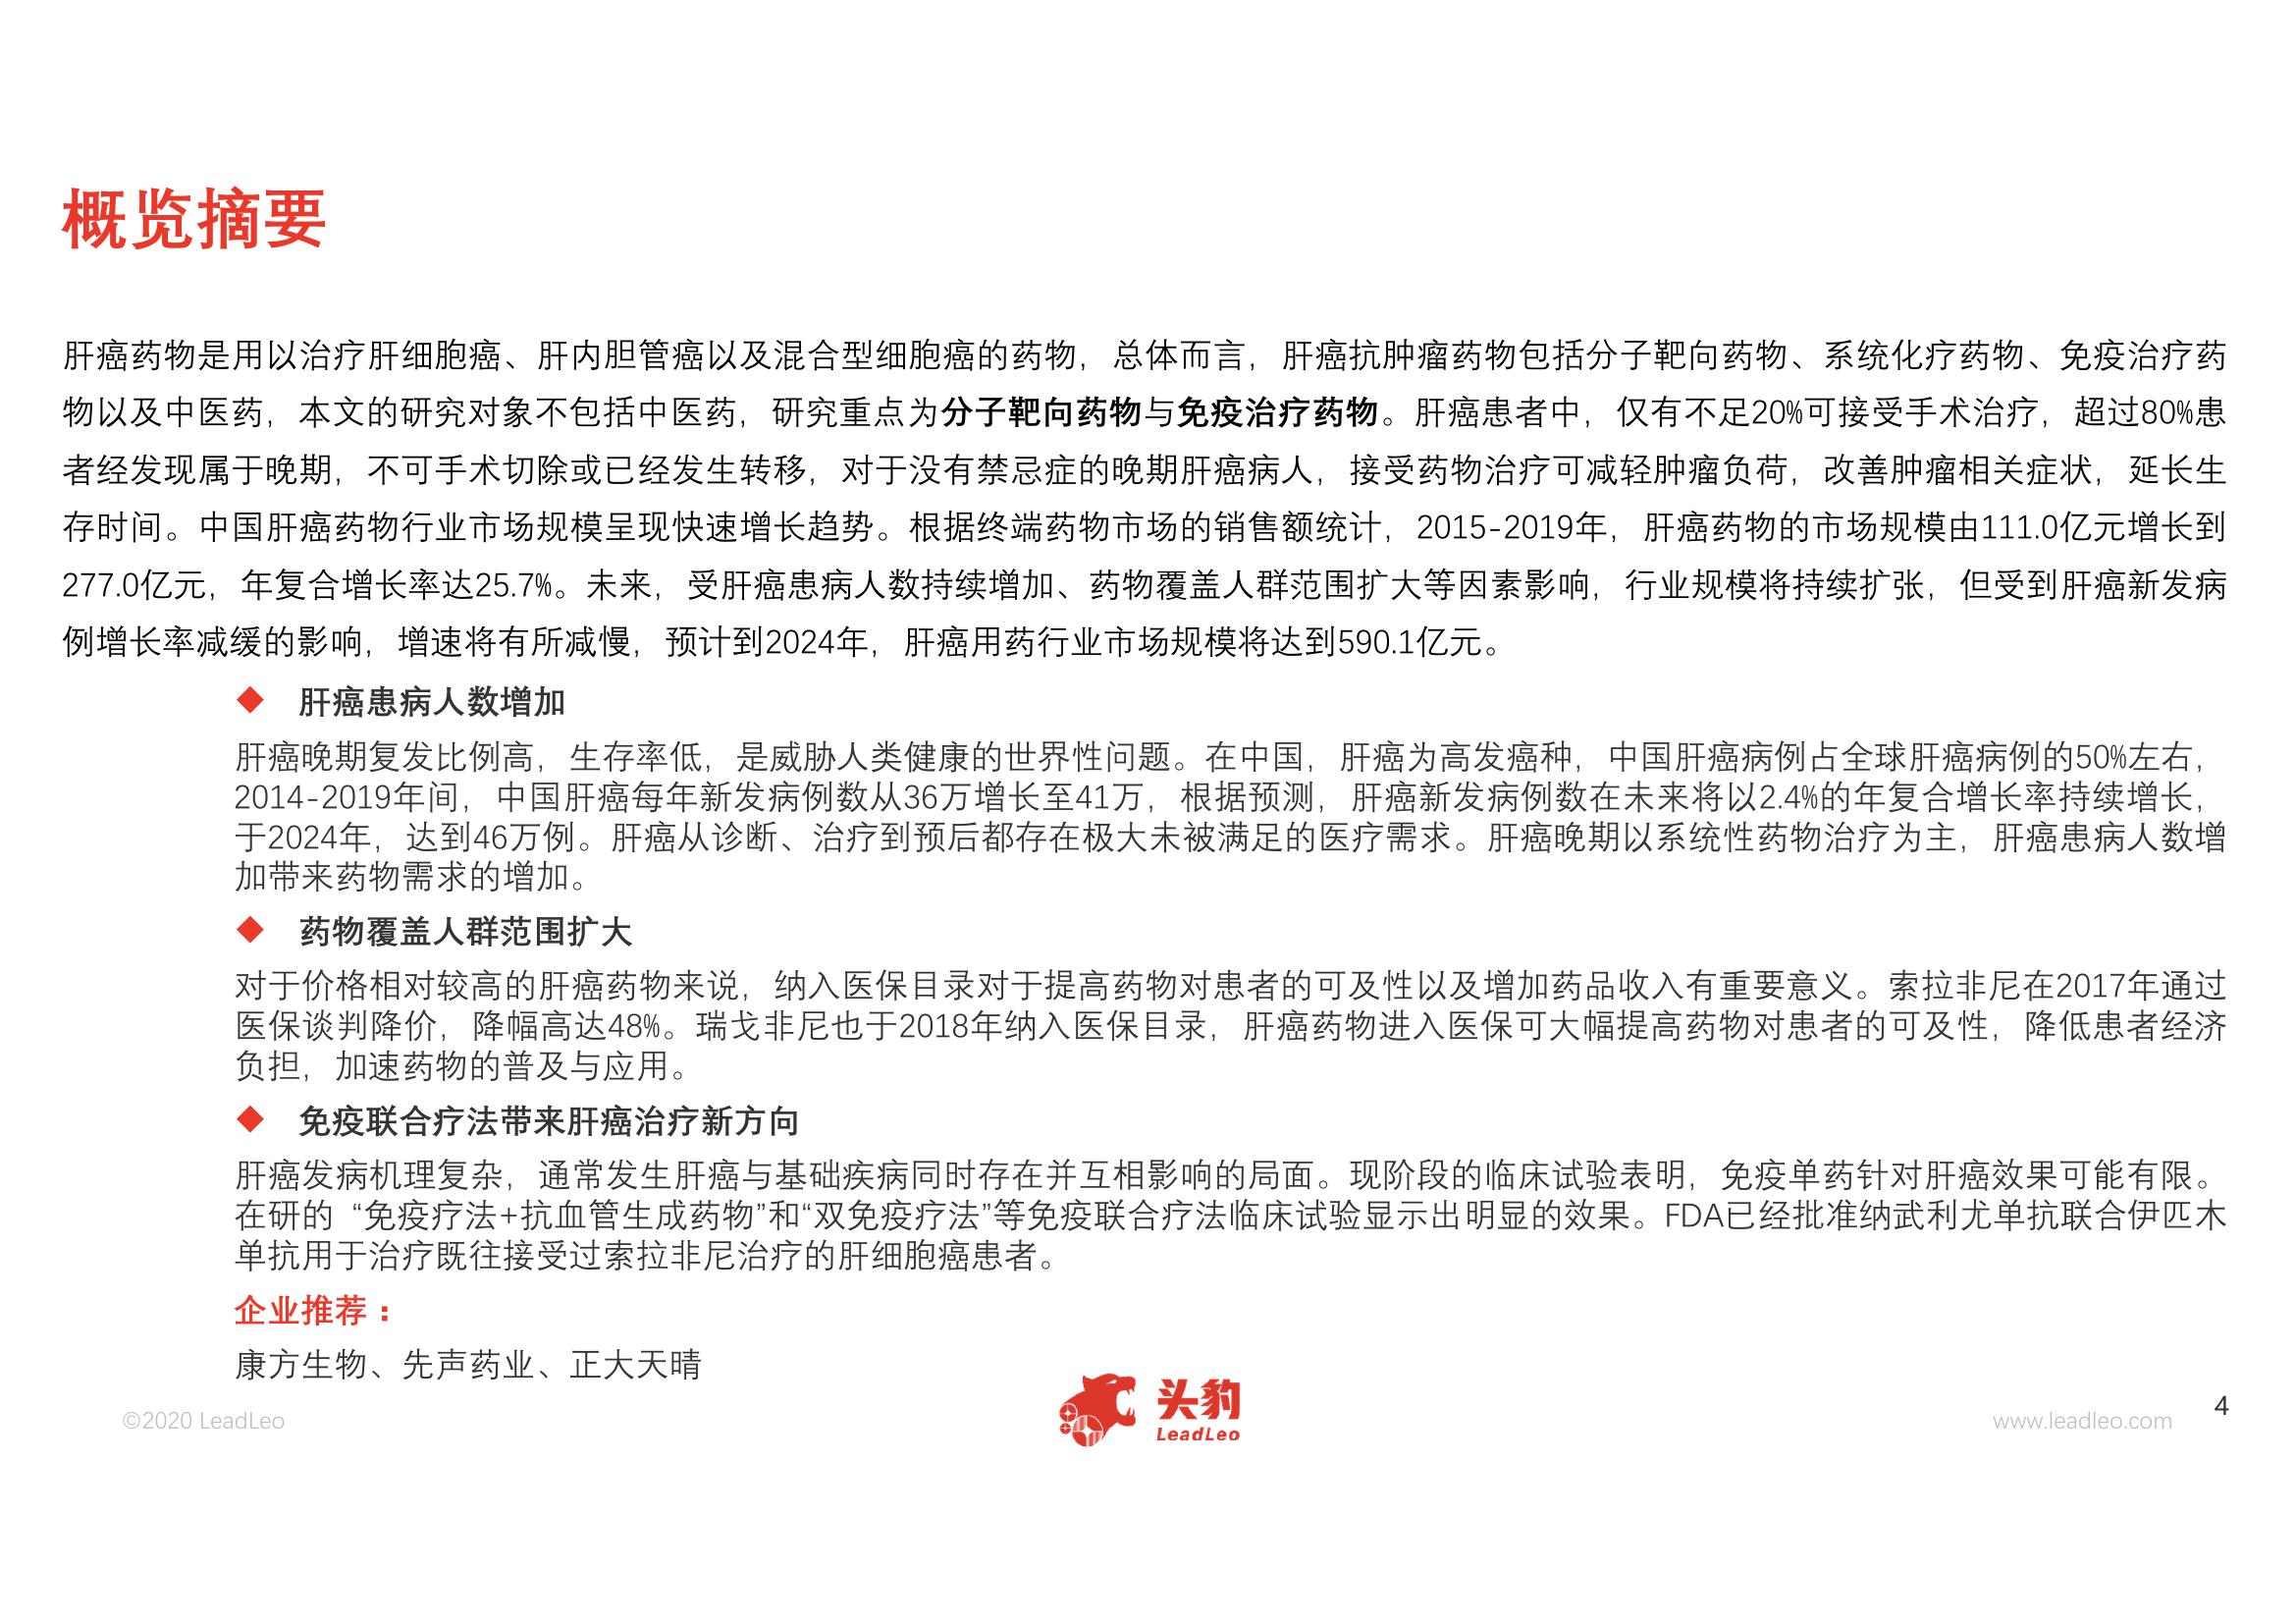 概览摘要
肝癌药物是用以治疗肝细胞癌、肝内胆管癌以及混合型细胞癌的药物，总体而言，肝癌抗肿瘤药物包括分子靶向药物、系统化疗药物、免疫治疗药
物以及中医药，本文的研究对象不包括中医药，研究重点为分子靶向药物与免疫治疗药物。肝癌患者中，仅有不足20%可接受手术治疗，超过80%患
者经发现属于晚期，不可手术切除或已经发生转移，对于没有禁忌症的晚期肝癌病人，接受药物治疗可减轻肿瘤负荷，改善肿瘤相关症状，延长生
存时间。中国肝癌药物行业市场规模呈现快速增长趋势。根据终端药物市场的销售额统计，2015-2019年，肝癌药物的市场规模由111.0亿元增长到
277.0亿元，年复合增长率达25.7%。未来，受肝癌患病人数持续增加、药物覆盖人群范围扩大等因素影响，行业规模将持续扩张，但受到肝癌新发病
例增长率减缓的影响，增速将有所减慢，预计到2024年，肝癌用药行业市场规模将达到590.1亿元。
◆ 肝癌患病人数增加
肝癌晚期复发比例高，生存率低，是威胁人类健康的世界性问题。在中国，肝癌为高发癌种，中国肝癌病例占全球肝癌病例的50%左右，
2014-2019年间，中国肝癌每年新发病例数从36万增长至41万，根据预测，肝癌新发病例数在未来将以2.4%的年复合增长率持续增长，
于2024年，达到46万例。肝癌从诊断、治疗到预后都存在极大未被满足的医疗需求。肝癌晚期以系统性药物治疗为主，肝癌患病人数增
加带来药物需求的增加。
◆ 药物覆盖人群范围扩大
对于价格相对较高的肝癌药物来说，纳入医保目录对于提高药物对患者的可及性以及增加药品收入有重要意义。索拉非尼在2017年通过
医保谈判降价，降幅高达48%。瑞戈非尼也于2018年纳入医保目录，肝癌药物进入医保可大幅提高药物对患者的可及性，降低患者经济
负担，加速药物的普及与应用。
◆ 免疫联合疗法带来肝癌治疗新方向
肝癌发病机理复杂，通常发生肝癌与基础疾病同时存在并互相影响的局面。现阶段的临床试验表明，免疫单药针对肝癌效果可能有限。
在研的 “免疫疗法+抗血管生成药物”和“双免疫疗法”等免疫联合疗法临床试验显示出明显的效果。FDA已经批准纳武利尤单抗联合伊匹木
单抗用于治疗既往接受过索拉非尼治疗的肝细胞癌患者。
企业推荐：
康方生物、先声药业、正大天晴
©2020 LeadLeo
头豹
LeadLeo
www.leadleo.com
4